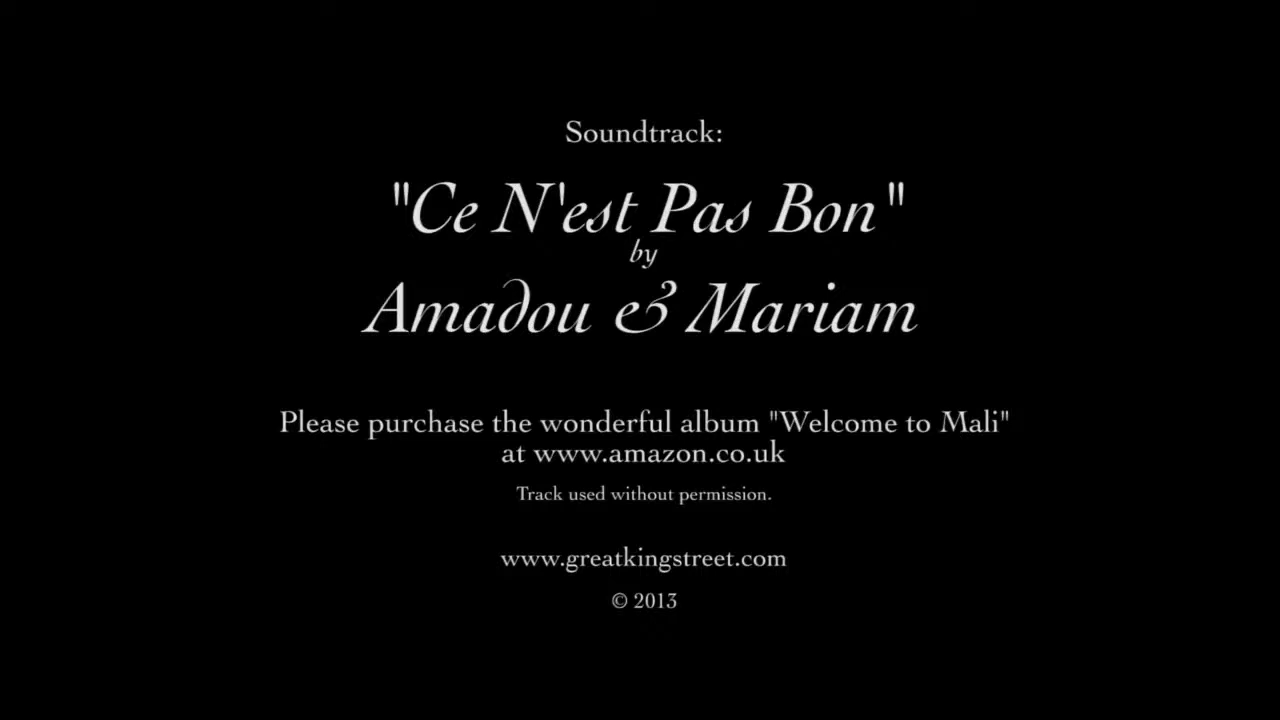 Soundtrack:
"Ce N'est Pas Bon"
by
Amadou & Mariam
Please purchase the wonderful album "Welcome to Mali"
at www.amazon.co.uk
Track used without permission.
www.greatkingstreet.com
© 2013